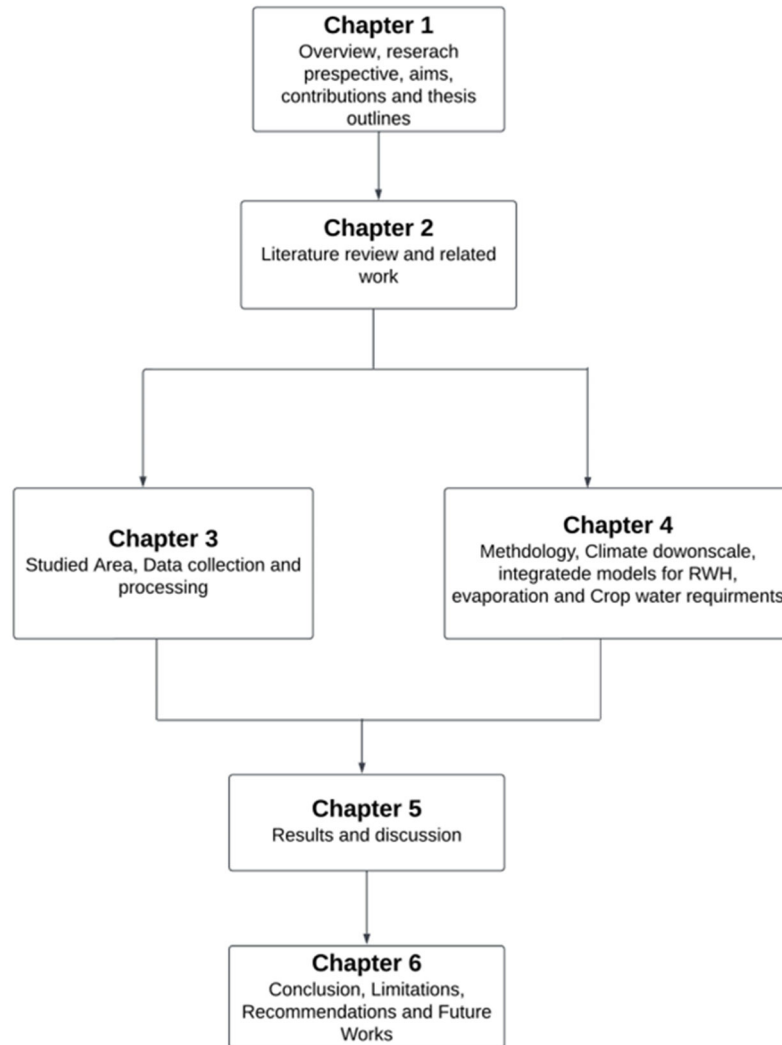 Chapter 1
Overview, reserach
prespective, aims,
contributions and thesis
outlines
Chapter 2
Literature review and related
work
Chapter 3
Studied Area, Data collection and
processing
Chapter 4
Methdology, Climate dowonscale,
integratede models for RWH,
evaporation and Crop water requirments
Chapter 5
Results and discussion
Chapter 6
Conclusion, Limitations,
Recommendations and Future
Works